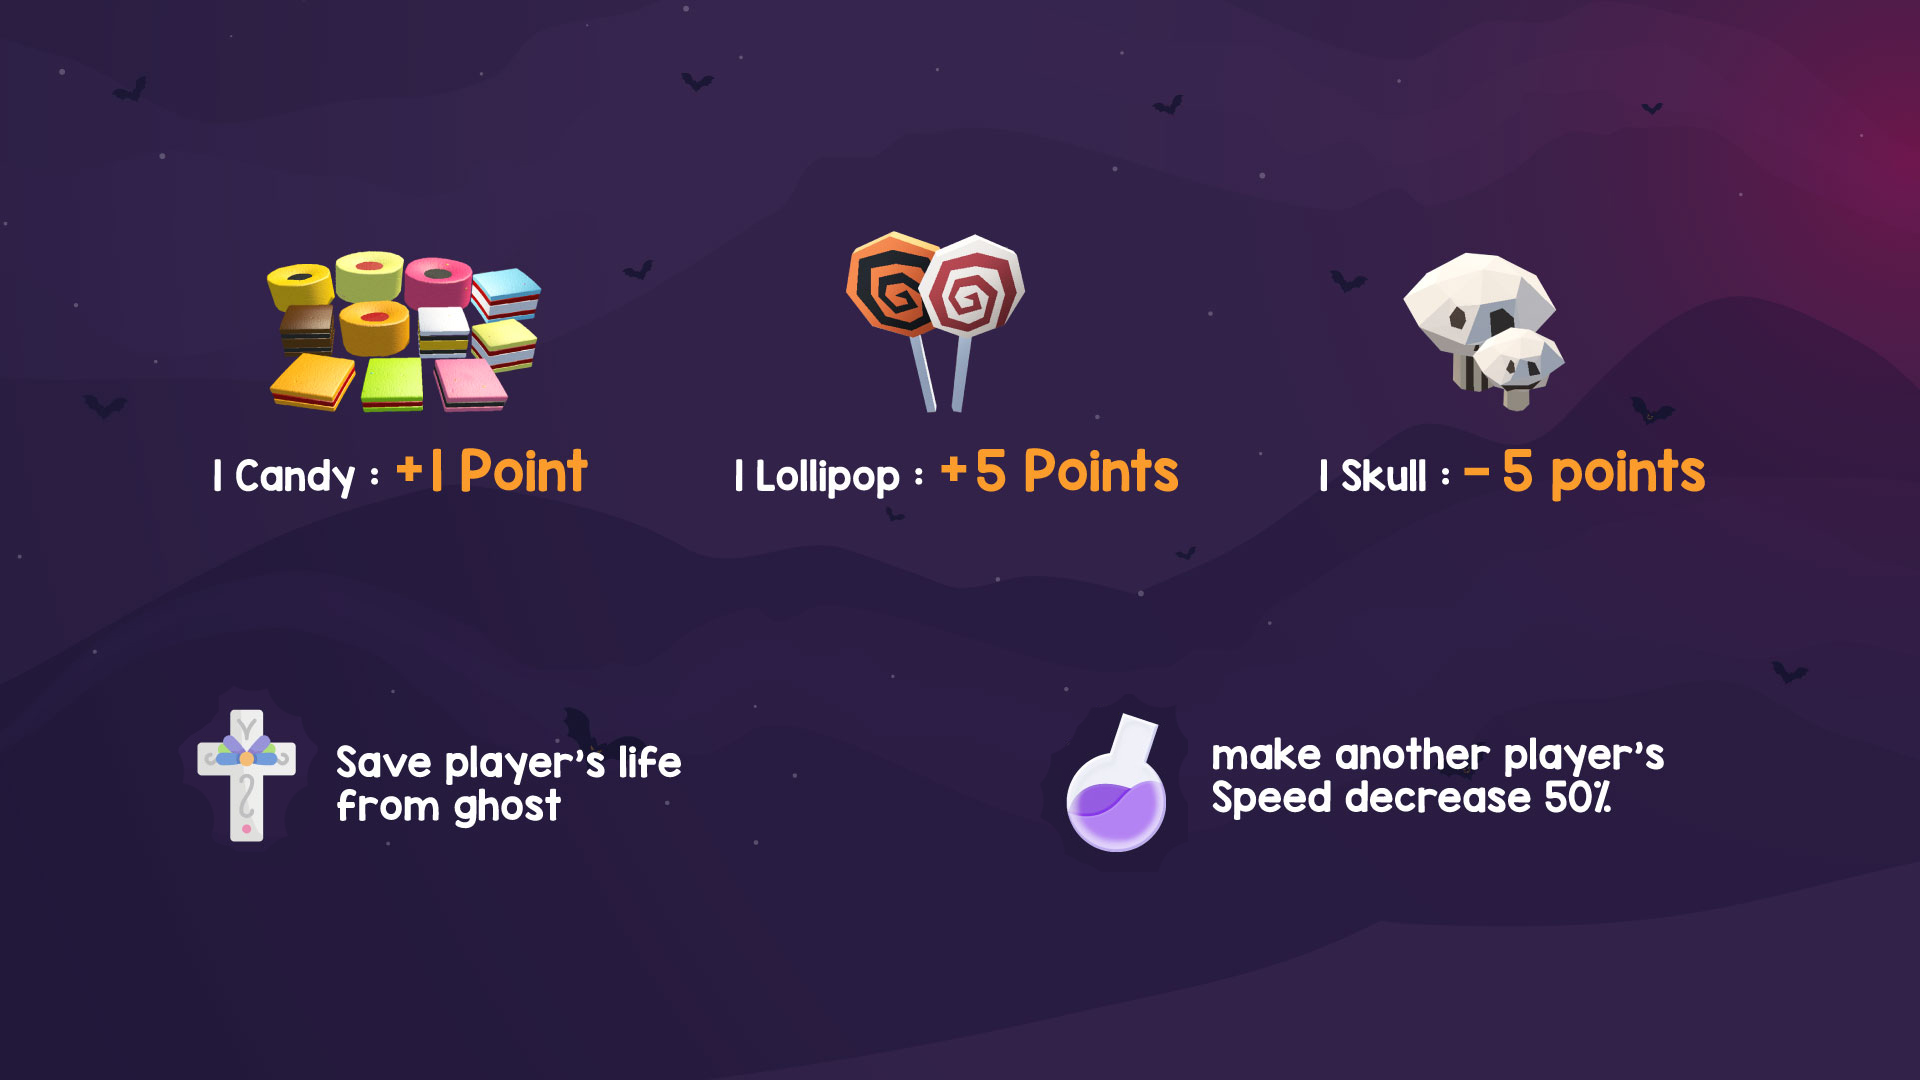 1 Candy : +1 Point
1 Lollipop : +5 Points
1 Skull : - 5 points
Save player's life
from ghost
make another player's
Speed decrease 50%